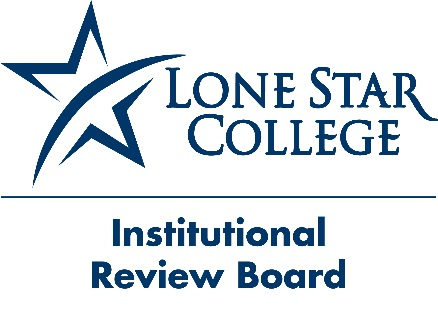 LONE STAR
COLLEGE
Institutional
Review Board